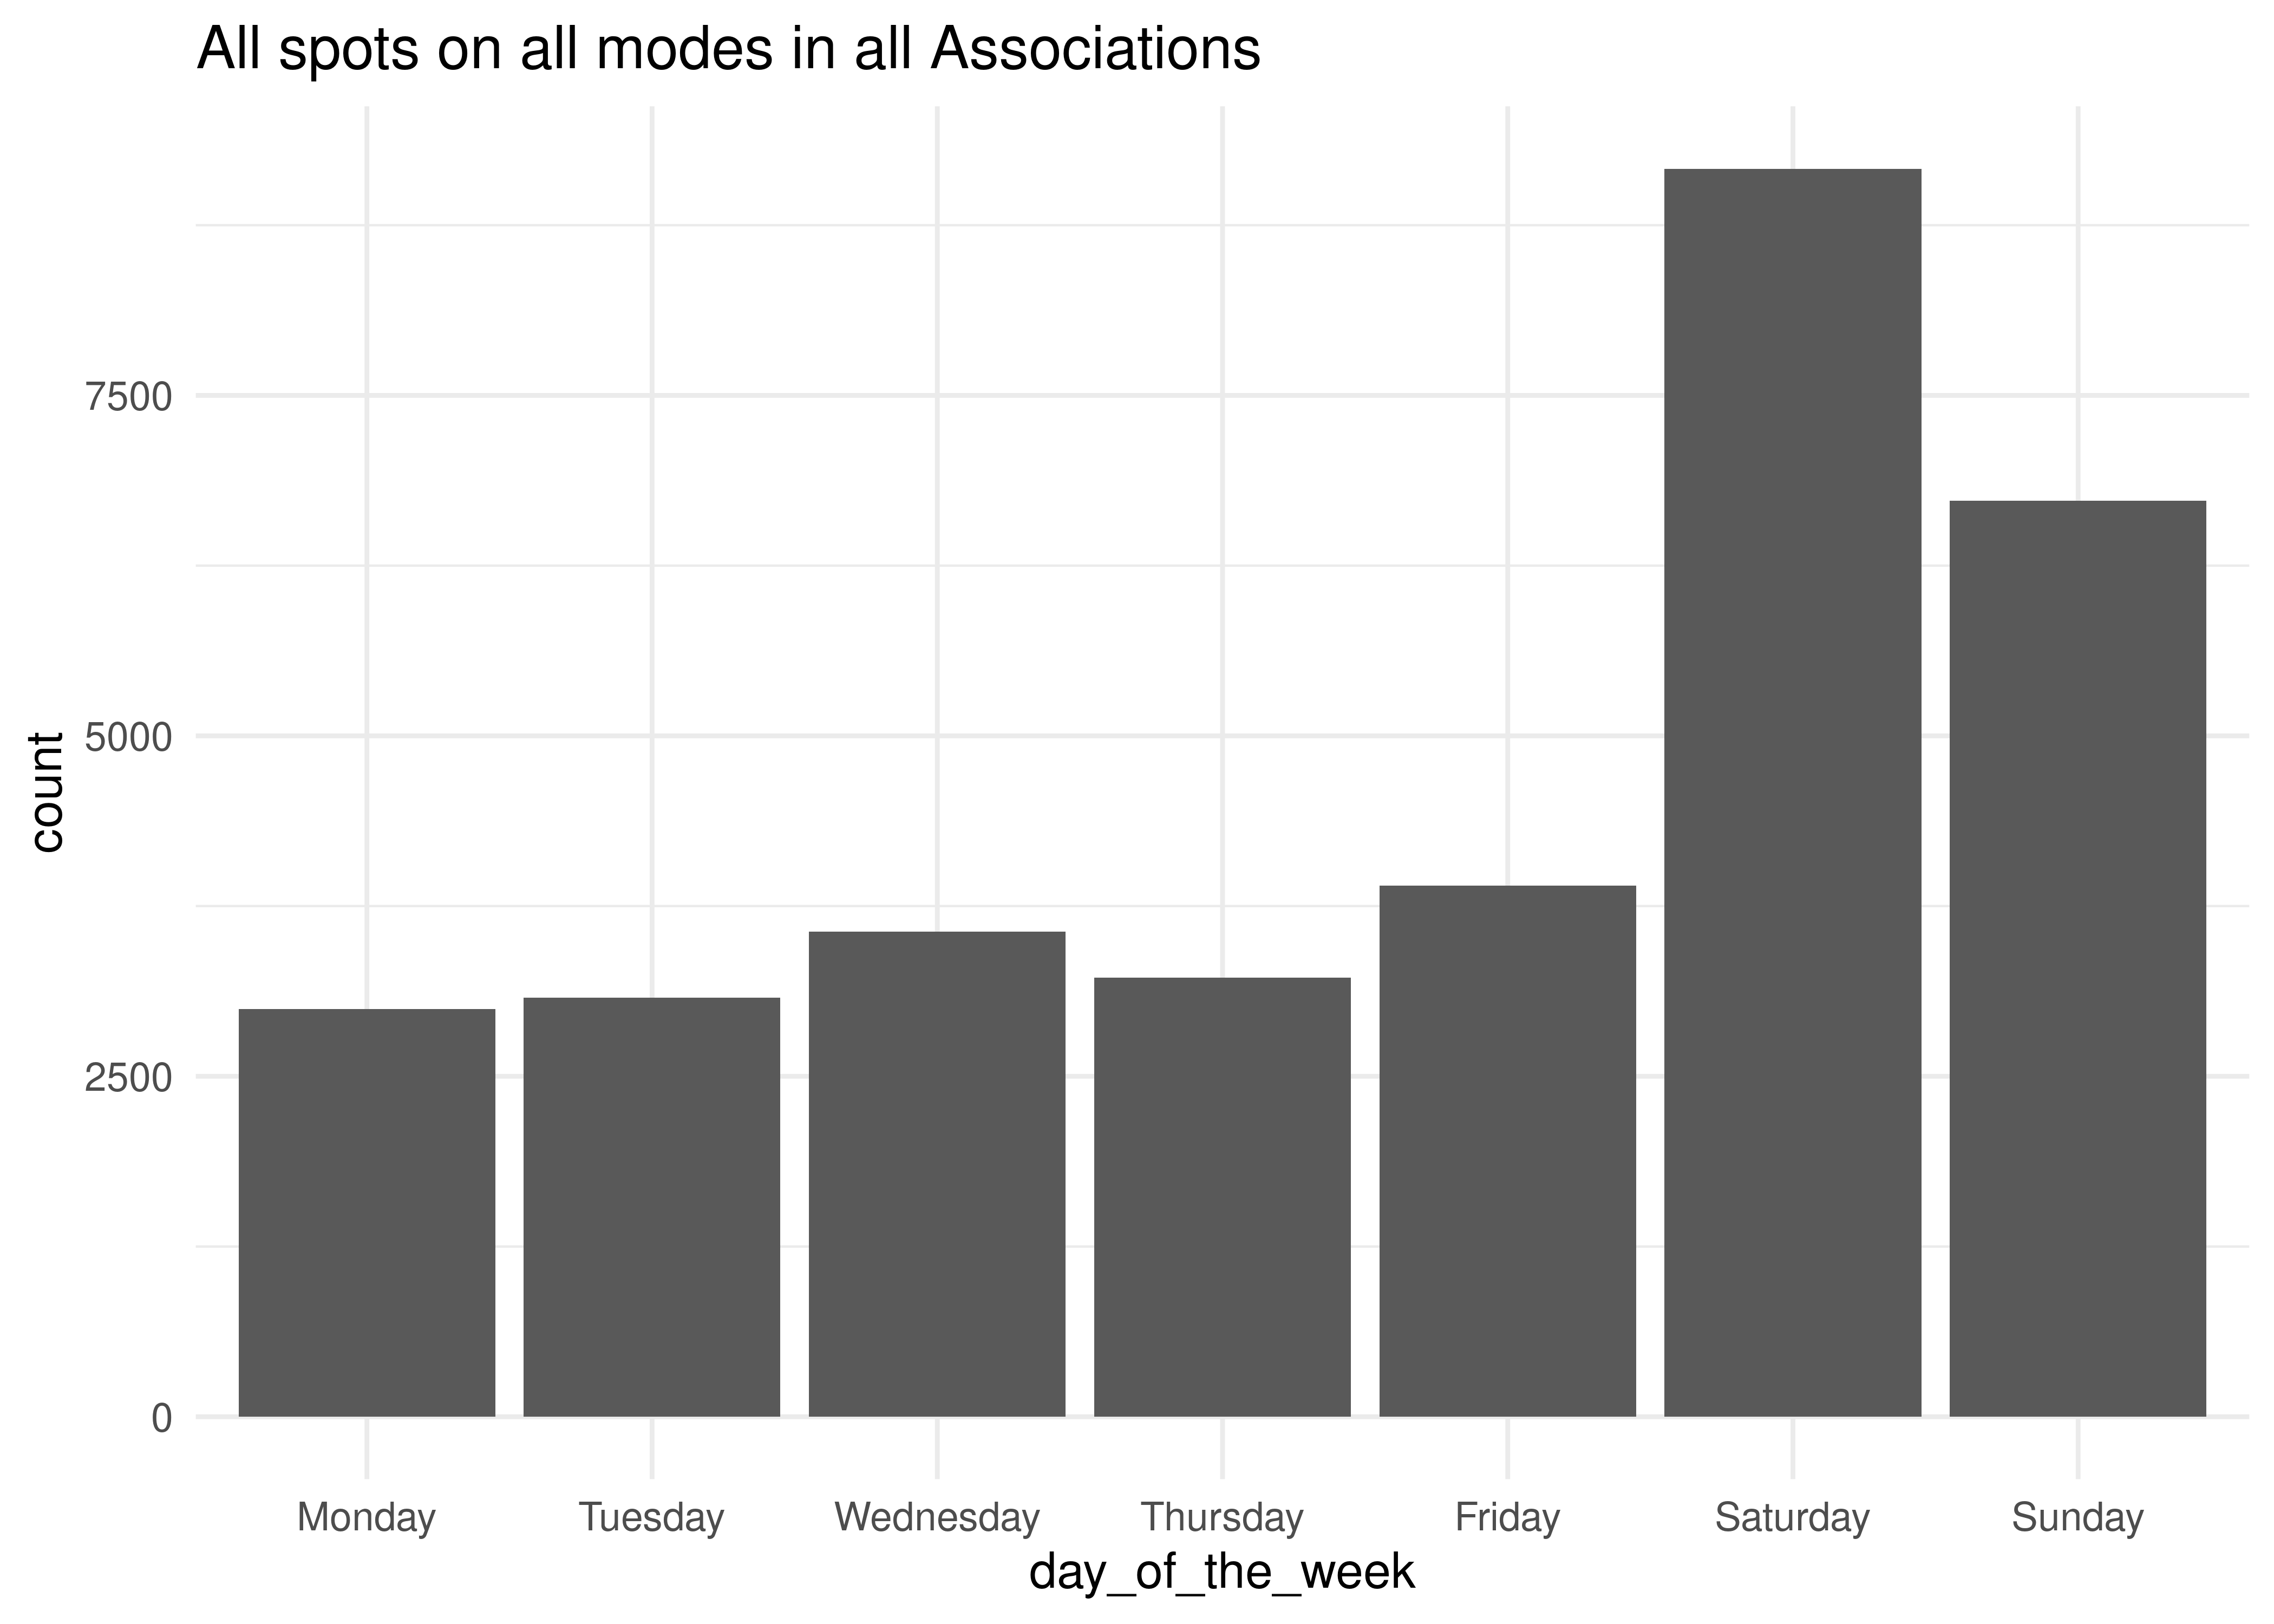 All spots on all modes in all Associations
count
7500
5000
2500
0
Monday Tuesday Wednesday Thursday Friday Saturday Sunday
day_of_the_week